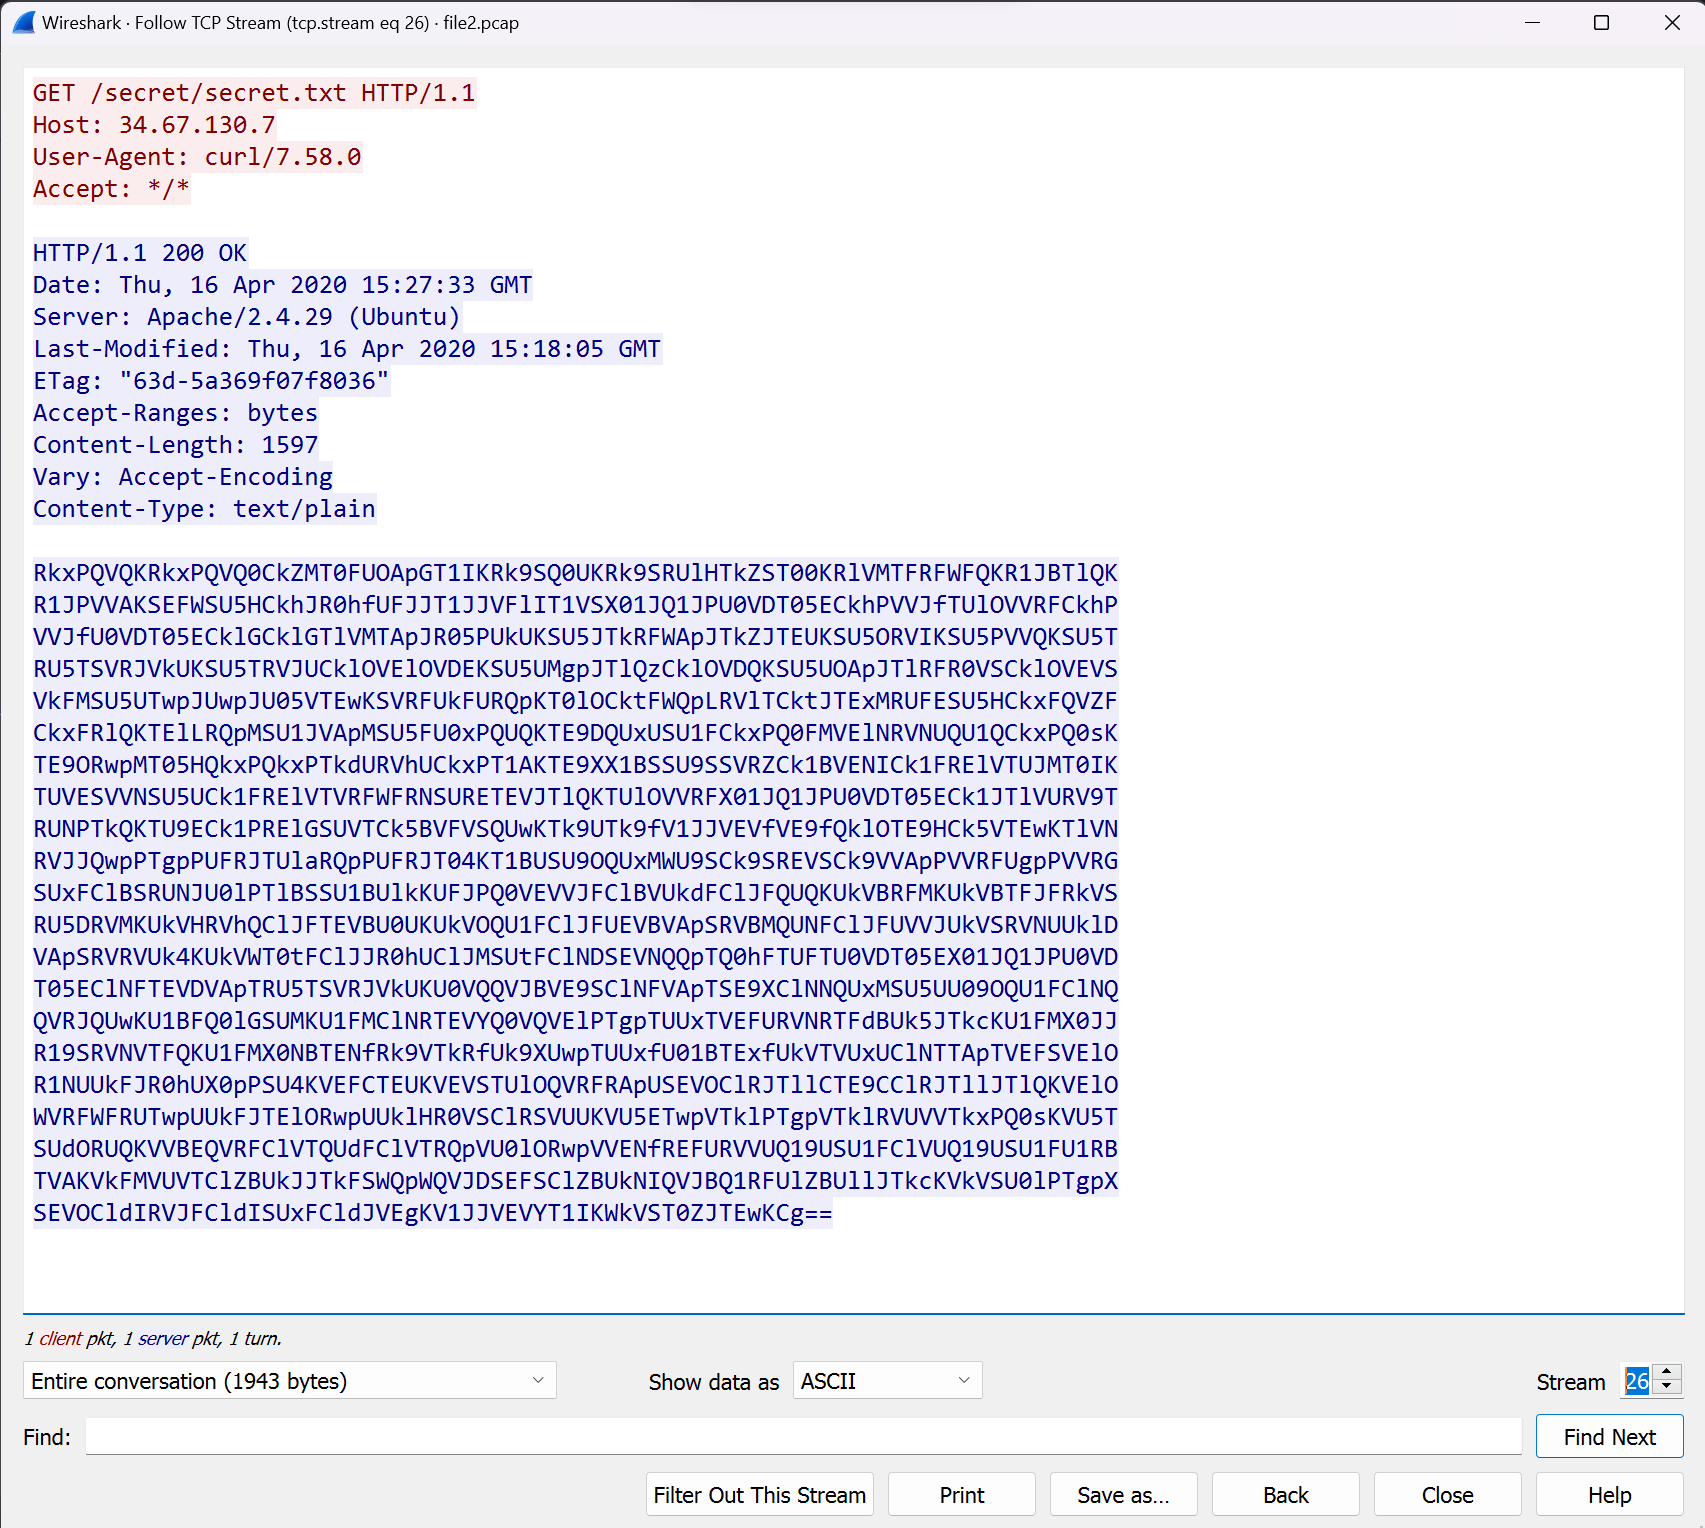 Wireshark · Follow TCP Stream (tcp.stream eq 26) · file2.pcap
GET /secret/secret.txt HTTP/1.1
Host: 34.67.130.7
User-Agent: curl/7.58.0
Accept: */*
HTTP/1.1 200 OK
Date: Thu, 16 Apr 2020 15:27:33 GMT
Server: Apache/2.4.29 (Ubuntu)
Last-Modified: Thu, 16 Apr 2020 15:18:05 GMT
ETag: "63d-5a369f07f8036"
Accept-Ranges: bytes
Content-Length: 1597
Vary: Accept-Encoding
Content-Type: text/plain
RkxPQVQKRkxPQVQ0CkZMT0FUOApGT1IKRk9SQ0UKRk9SRUlHTkZST00KRlVMTFRFWFQKR1JBTlQK
R1JPVVAKSEFWSU5HCkhJR0hfUFJJT1JJVFlIT1VSX01JQ1JPU0VDT05ECkhPVVJfTUlOVVRFCkhP
VVJfU0VDT05ECklGCklGTlVMTApJR05PUkUKSU5JTkRFWApJTkZJTEUKSU5ORVIKSU5PVVQKSU5T
RU5TSVRJVkUKSU5TRVJUCklOVElOVDEKSU5UMgpJTlQzCklOVDQKSU5UOApJTlRFR0VSCklOVEVS
VkFMSU5UTwpJUwpJU05VTEwKSVRFUkFURQpKT0lOCktFWQpLRVlTCktJTExMRUFESU5HCkxFQVZF
CkxFRlQKTElLRQpMSU1JVApMSU5FU0xPQUQKTE9DQUxUSU1FCkxPQ0FMVElNRVNUQU1QCkxPQ0sK
TE9ORwpMT05HQkxPQkxPTkdURVhUCkxPT1AKTE9XX1BSSU9SSVRZCk1BVENICk1FRElVTUJMT0IK
TUVESVVNSU5UCk1FRElVTVRFWFRNSURETEVJTlQKTUlOVVRFX01JQ1JPU0VDT05ECk1JTlVURV9T
RUNPTkQKTU9ECk1PRElGSUVTCk5BVFVSQUwKTk9UTk9fV1JJVEVfVE9fQklOTE9HCk5VTEwKTlVN
RVJJQwpPTgpPUFRJTUlaRQpPUFRJT04KT1BUSU9OQUxMWU9SCk9SREVSCk9VVApPVVRFUgpPVVRG
SUxFClBSRUNJU0lPTlBSSU1BUlkKUFJPQ0VEVVJFClBVUkdFClJFQUQKUkVBRFMKUkVBTFJFRkVS
RU5DRVMKUkVHRVhQClJFTEVBU0UKUkVOQU1FClJFUEVBVApSRVBMQUNFClJFUVVJUkVSRVNUUklD
VApSRVRVUk4KUkVWT0tFClJJR0hUClJMSUtFClNDSEVNQQpTQ0hFTUFTU0VDT05EX01JQ1JPU0VD
T05EClNFTEVDVApTRU5TSVRJVkUKU0VQQVJBVE9SClNFVApTSE9XClNNQUxMSU5UU09OQU1FClNQ
QVRJQUwKU1BFQ0lGSUMKU1FMClNRTEVYQ0VQVElPTgpTUUxTVEFURVNRTFdBUk5JTkcKU1FMX0JJ
R19SRVNVTFQKU1FMX0NBTENfRk9VTkRfUk9XUwpTUUxfU01BTExfUkVTVUxUClNTTApTVEFSVElO
R1NUUkFJR0hUX0pPSU4KVEFCTEUKVEVSTUlOQVRFRApUSEVOClRJTllCTE9CClRJTllJTlQKVElO
WVRFWFRUTwpUUkFJTElORwpUUklHR0VSClRSVUUKVU5ETwpVTklPTgpVTklRVUVVTkxPQ0sKVU5T
SUdORUQKVVBEQVRFClVTQUdFClVTRQpVU0lORwpVVENfREFURVVUQ19USU1FClVUQ19USU1FU1RB
TVAKVkFMVUVTClZBUkJJTkFSWQpWQVJDSEFSClZBUkNIQVJBQ1RFUlZBUllJTkcKVkVSU0lPTgpX
SEVOCldIRVJFCldISUxFCldJVEgKV1JJVEVYT1IKWkVST0ZJTEwKCg==
1 client pkt, 1 server pkt, 1 turn.
Entire conversation (1943 bytes)
Show data as
ASCII
Stream
26
Find:
Find Next
Filter Out This Stream
Print
Save as…
Back
Close
Help